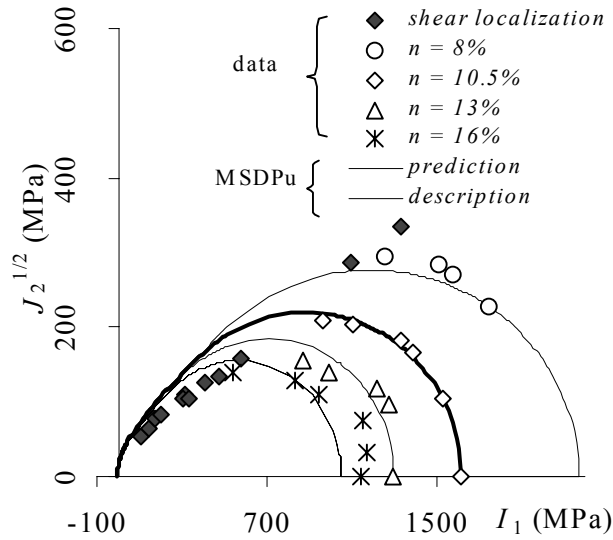 600
400
200
0
J2^1/2 (MPa)
data
shear localization
n = 8%
n = 10.5%
n = 13%
n = 16%
MSDPu
prediction
description
-100
700
1500
I1 (MPa)